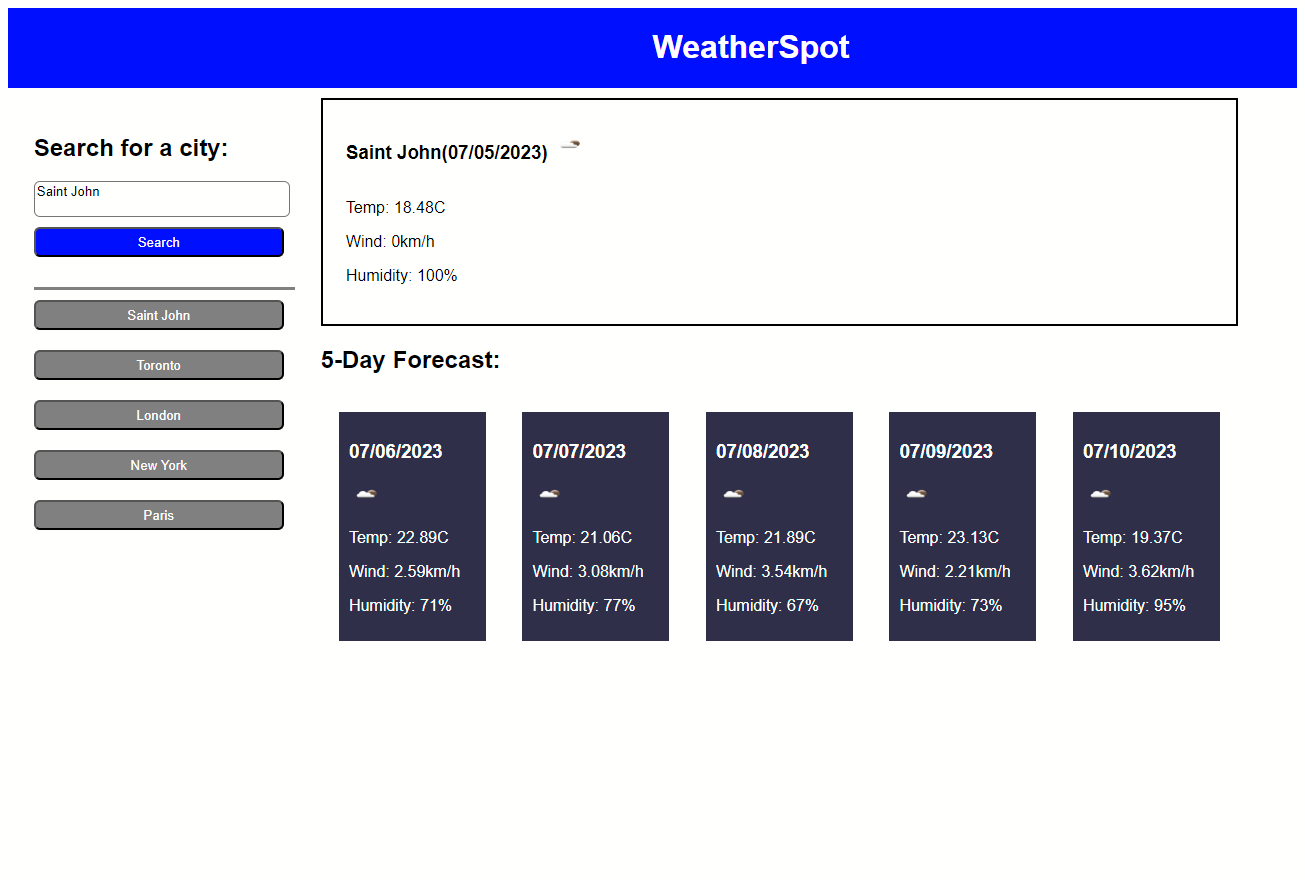 WeatherSpot
Search for a city:
Saint John
Search
Saint John
Toronto
London
New York
Paris
Saint John(07/05/2023)
Temp: 18.48C
Wind: 0km/h
Humidity: 100%
5-Day Forecast:
07/06/2023
Temp: 22.89C
Wind: 2.59km/h
Humidity: 71%
07/07/2023
Temp: 21.06C
Wind: 3.08km/h
Humidity: 77%
07/08/2023
Temp: 21.89C
Wind: 3.54km/h
Humidity: 67%
07/09/2023
Temp: 23.13C
Wind: 2.21km/h
Humidity: 73%
07/10/2023
Temp: 19.37C
Wind: 3.62km/h
Humidity: 95%